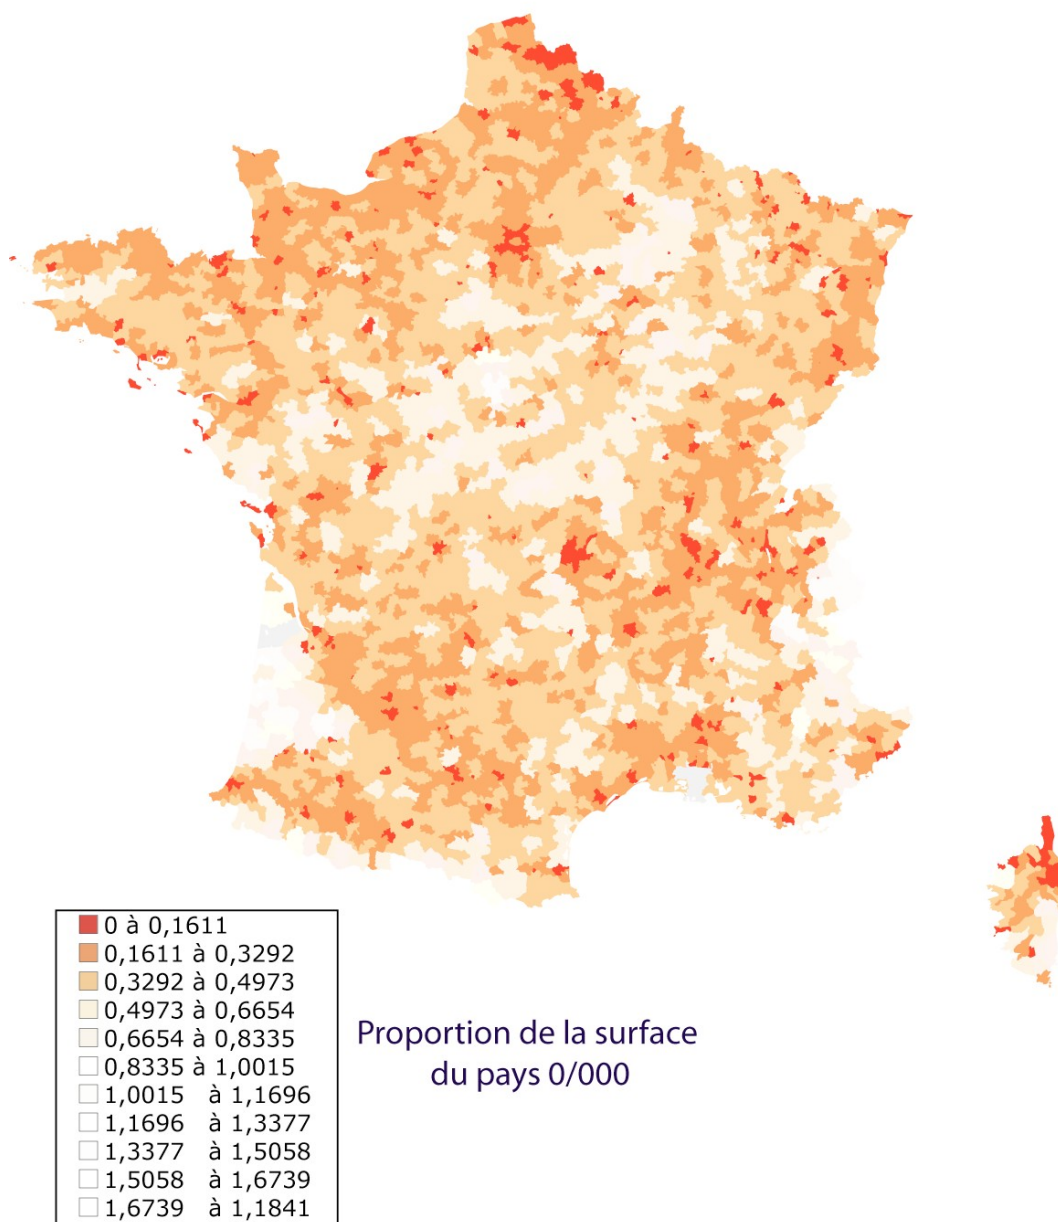 0 à 0,1611
0,1611 à 0,3292
0,3292 à 0,4973
0,4973 à 0,6654
0,6654 à 0,8335
0,8335 à 1,0015
1,0015 à 1,1696
1,1696 à 1,3377
1,3377 à 1,5058
1,5058 à 1,6739
1,6739 à 1,1841
Proportion de la surface
du pays 0/000